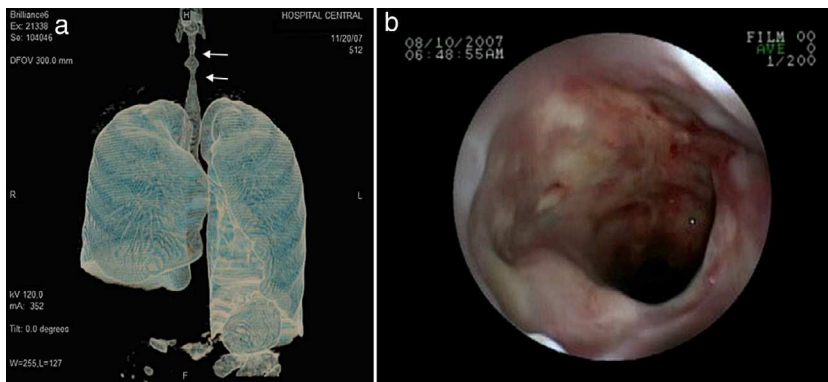 a
Brilliance6
Ex: 21338
Se: 104046
DFOV 300.0 mm
H
HOSPITAL CENTRAL
11/20/07
512
R
L
kV 120.0
mA: 352
Tilt: 0.0 degrees
W=255,L=127
F
b
08/10/2007
06:48:55AM
FILM 00
AVE 0
1/200